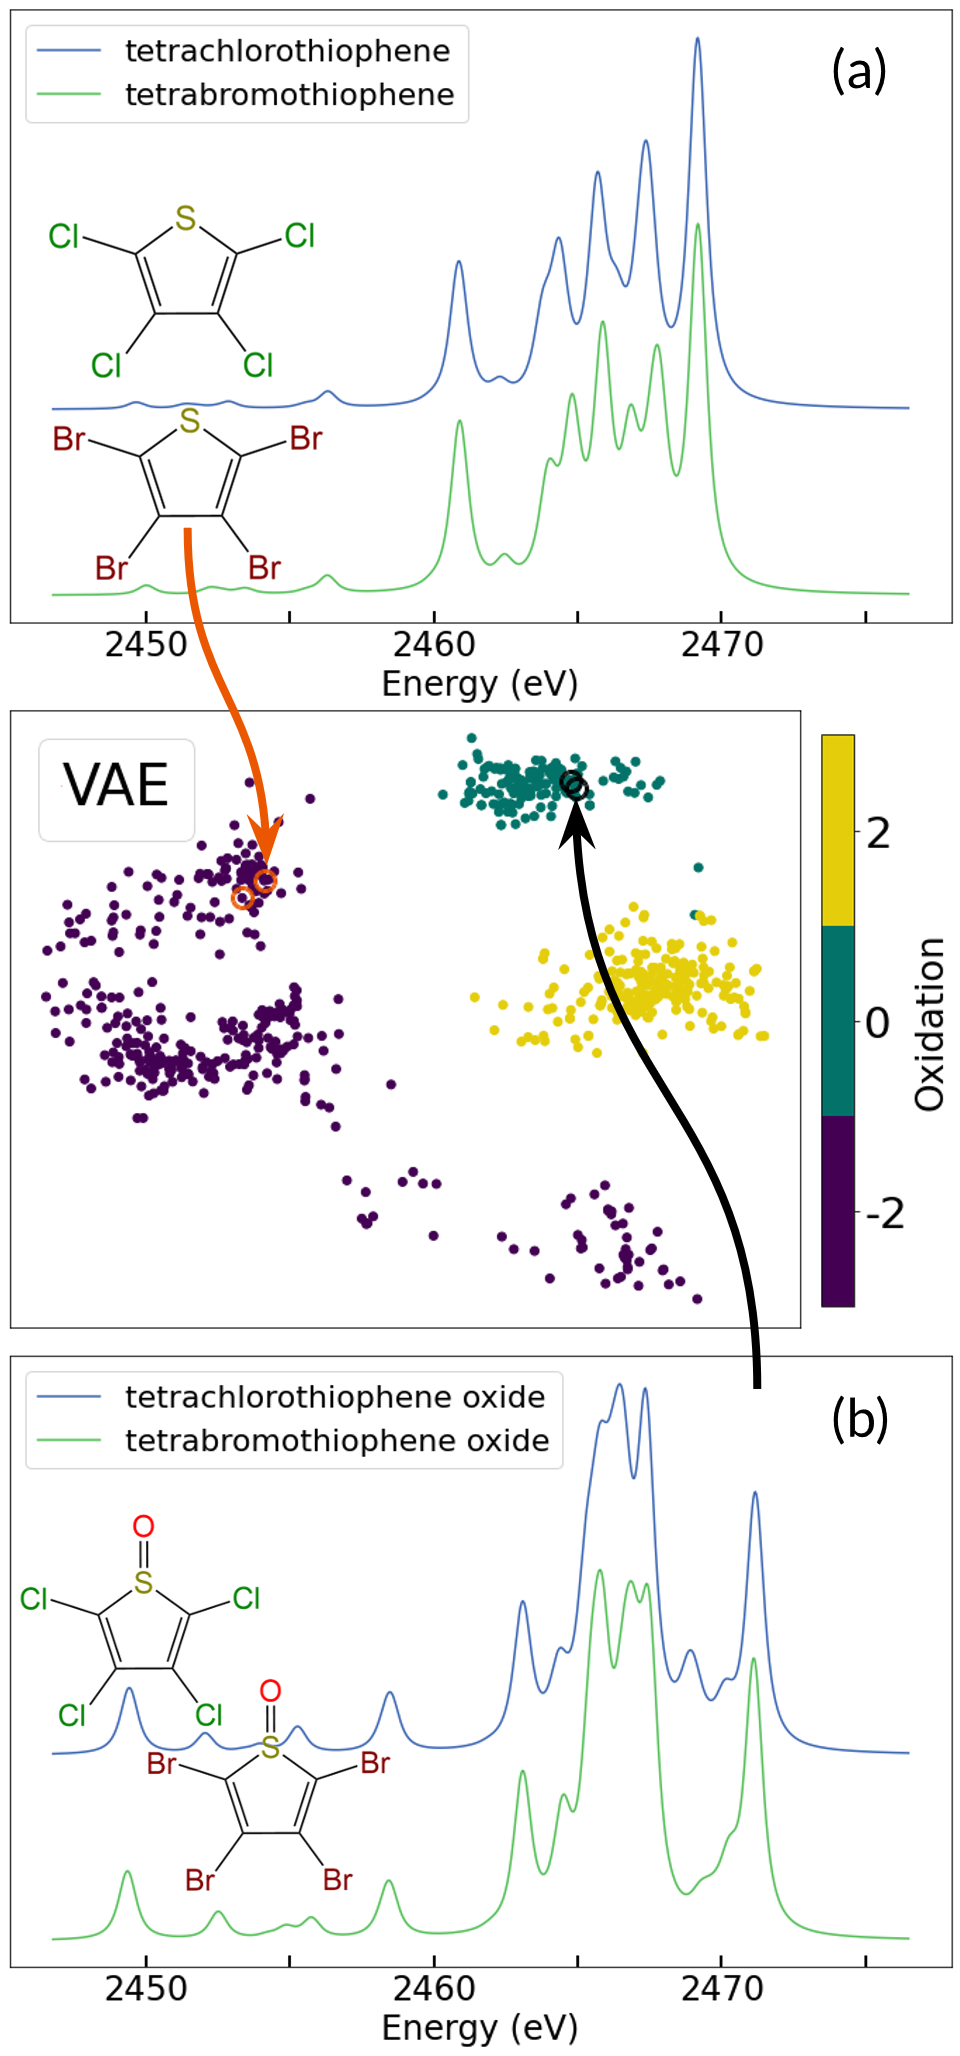 tetrachlorothiophene
tetrabromothiophene
(a)
S
Cl
Cl
Cl
Cl
S
Br
Br
Br
Br
2450 2460 2470
Energy (eV)
VAE
2
0
-2
Oxidation
tetrachlorothiophene oxide
tetrabromothiophene oxide
(b)
O
S
Cl
Cl
Cl
Cl
O
S
Br
Br
Br
Br
2450 2460 2470
Energy (eV)